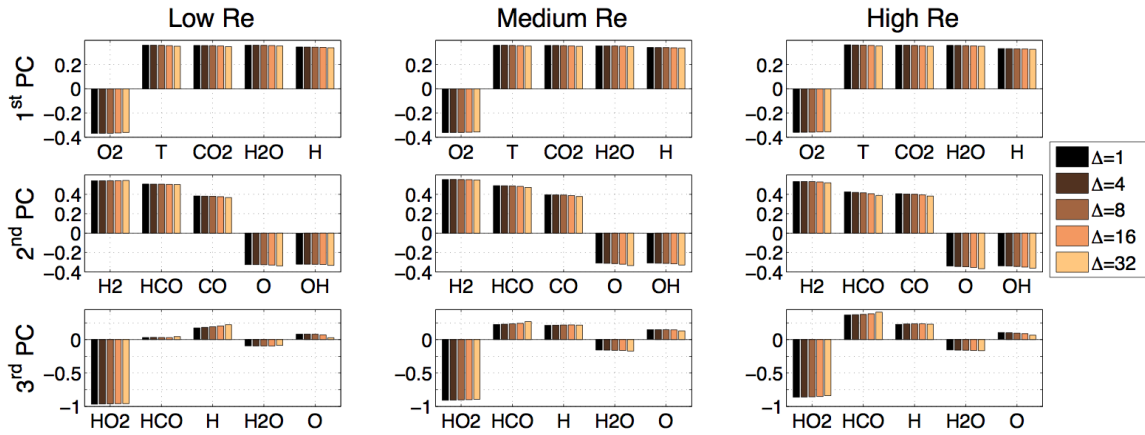 Low Re Medium Re High Re
1st PC
0.2
0
−0.2
−0.4
O2 T CO2 H2O H
0.2
0
−0.2
−0.4
O2 T CO2 H2O H
0.2
0
−0.2
−0.4
O2 T CO2 H2O H
2nd PC
0.4
0.2
0
−0.2
−0.4
H2 HCO CO O OH
0.4
0.2
0
−0.2
−0.4
H2 HCO CO O OH
0.4
0.2
0
−0.2
−0.4
H2 HCO CO O OH
3rd PC
0
−0.5
−1
HO2 HCO H H2O O
0
−0.5
−1
HO2 HCO H H2O O
0
−0.5
−1
HO2 HCO H H2O O
Δ=1
Δ=4
Δ=8
Δ=16
Δ=32